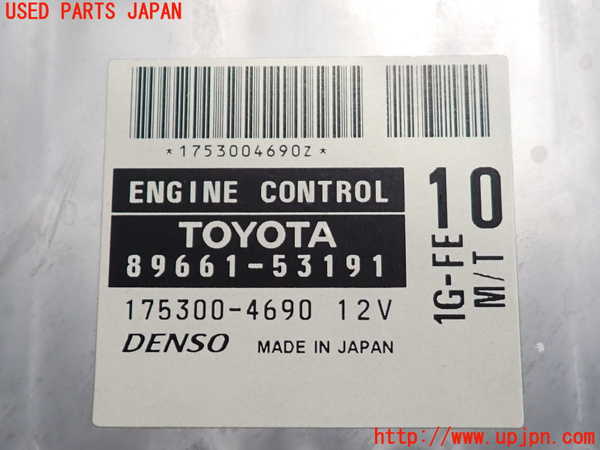 USED PARTS JAPAN
*1753004690Z*
ENGINE CONTROL
TOYOTA
89661-53191
175300-4690 12V
DENSO MADE IN JAPAN
10
1G-FE
M/T
http://www.upjpn.com/